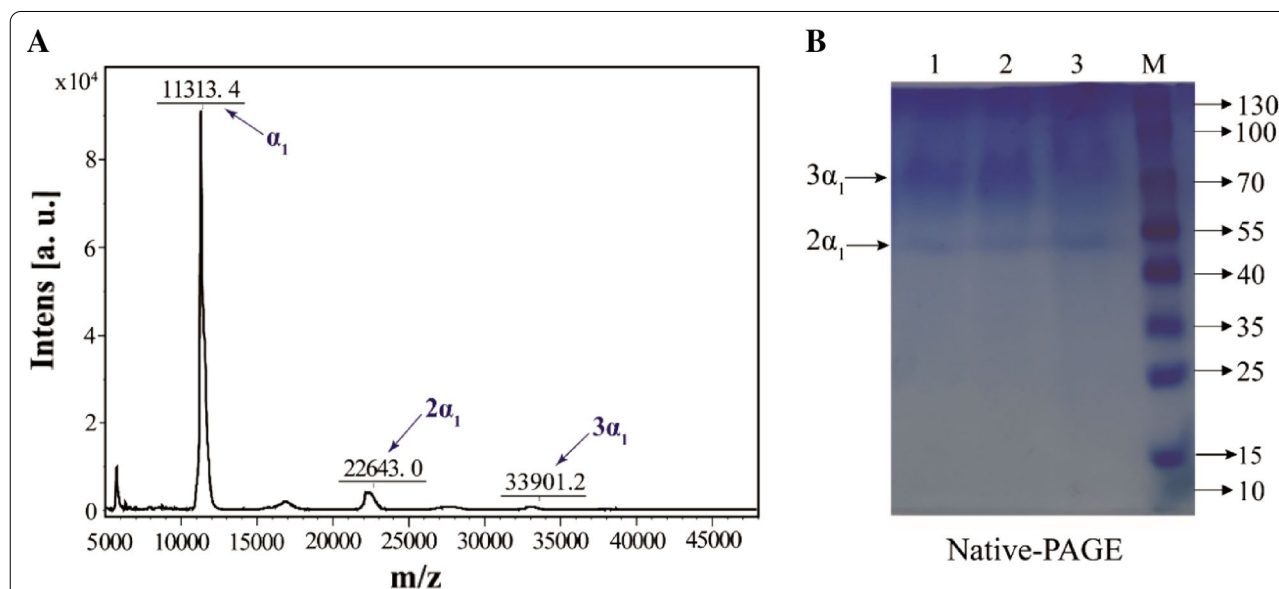 A
x10⁴
11313. 4
α₁
8
6
4
2
0
Intens [a. u.]
2α₁
22643. 0
3α₁
33901.2
5000 10000 15000 20000 25000 30000 35000 40000 45000
m/z
B
1 2 3 M
130
100
3α₁
70
55
2α₁
40
35
25
15
10
Native-PAGE